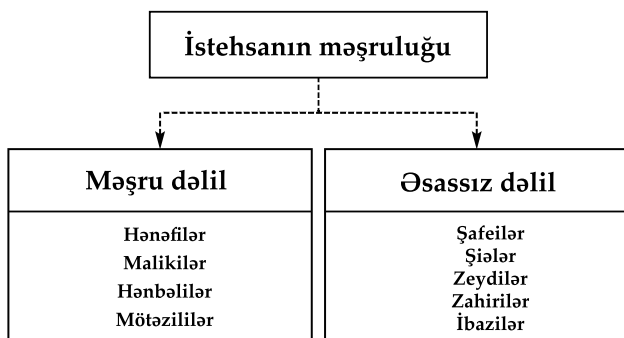 İstehsanın məşruluğu
Məşru dəlil
Hənəfilər
Malikilər
Hənbəlilər
Mötəzililər
Əsassız dəlil
Şafeilər
Şiələr
Zeydilər
Zahirilər
İbazilər